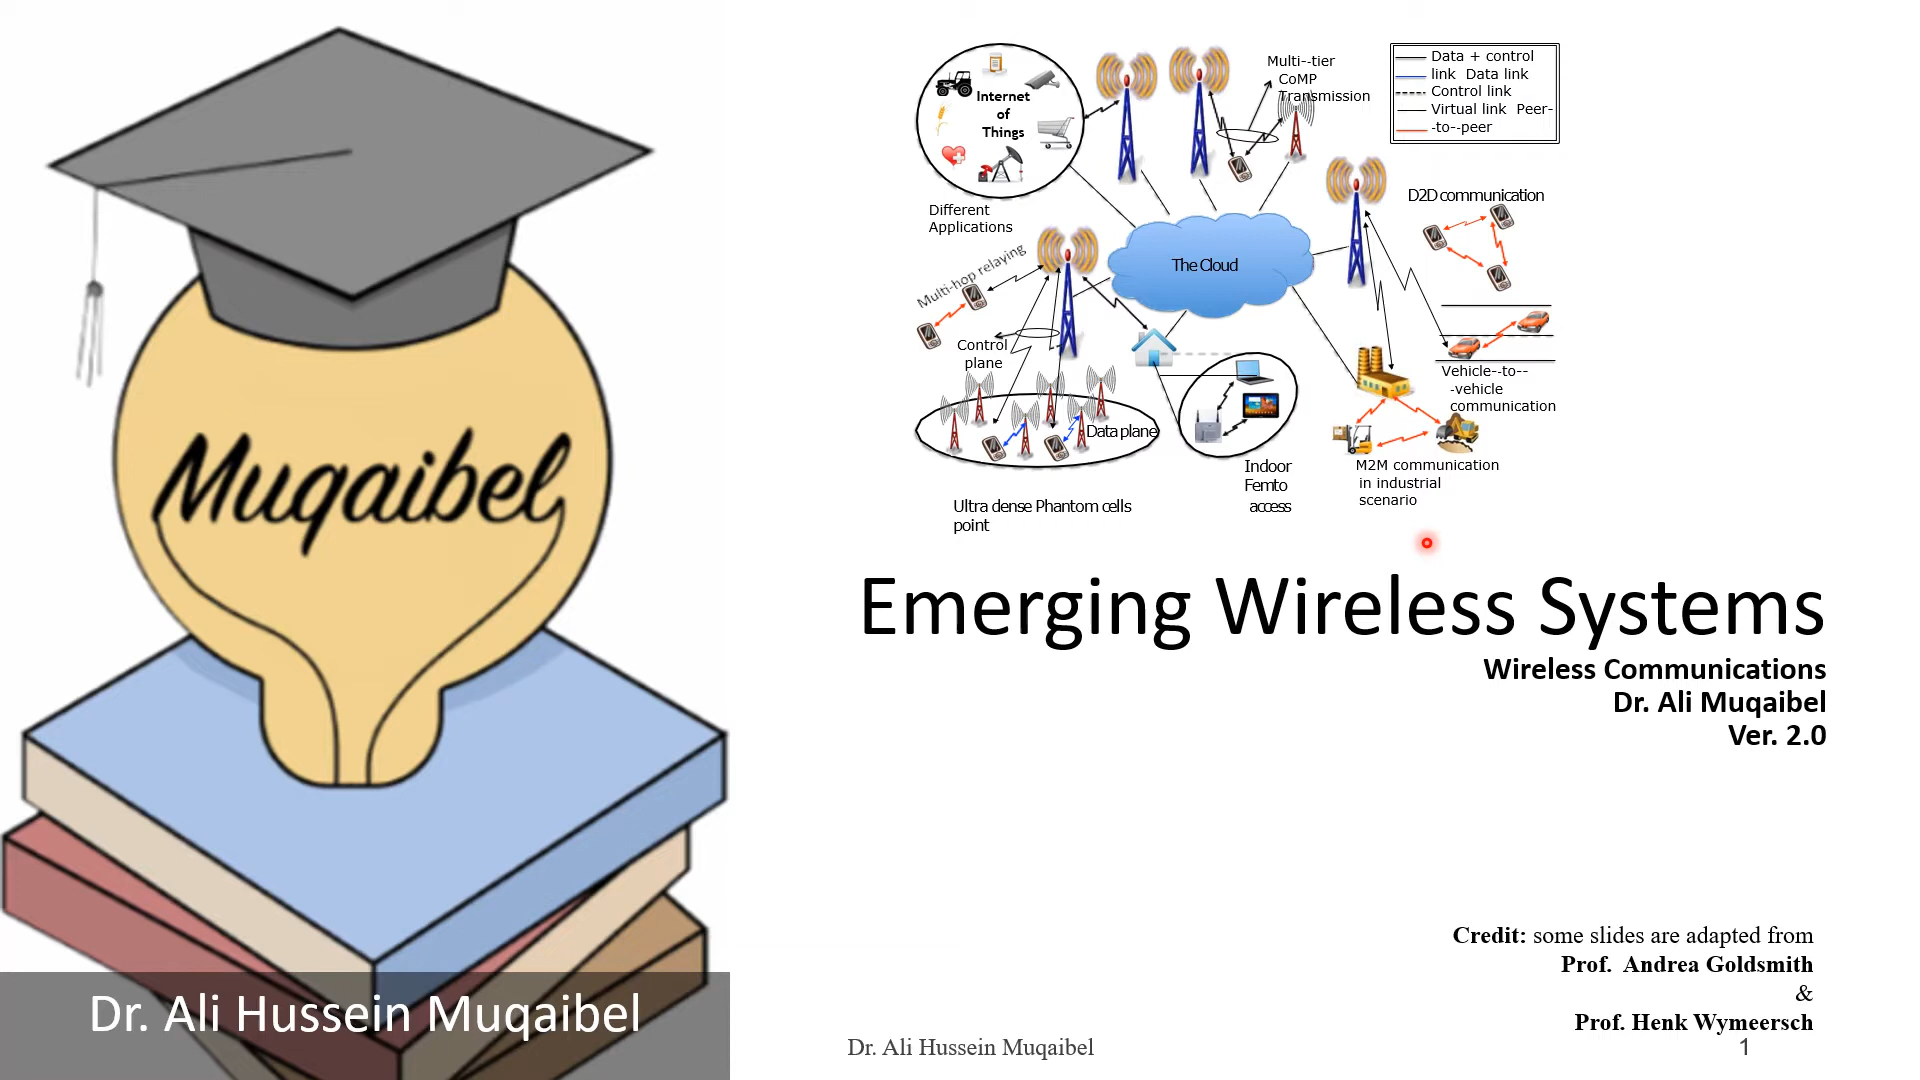 Muqaibel
Dr. Ali Hussein Muqaibel
Internet
of
Things
Different
Applications
Multi--tier
CoMP
Transmission
Data + control
link Data link
Control link
Virtual link Peer-
-to--peer
D2D communication
The Cloud
Multi-hop relaying
Control
plane
Data plane
Ultra dense Phantom cells
point
Indoor
Femto
access
Vehicle--to--
-vehicle
communication
M2M communication
in industrial
scenario
Emerging Wireless Systems
Wireless Communications
Dr. Ali Muqaibel
Ver. 2.0
Credit: some slides are adapted from
Prof. Andrea Goldsmith
&
Prof. Henk Wymeersch
Dr. Ali Hussein Muqaibel
1